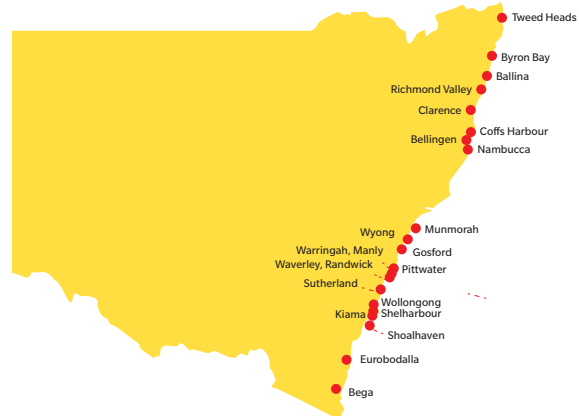 Tweed Heads
Byron Bay
Ballina
Richmond Valley
Clarence
Coffs Harbour
Bellingen
Nambucca
Munmorah
Wyong
Warringah, Manly
Gosford
Waverley, Randwick
Pittwater
Sutherland
Wollongong
Kiama
Shelharbour
Shoalhaven
Eurobodalla
Bega